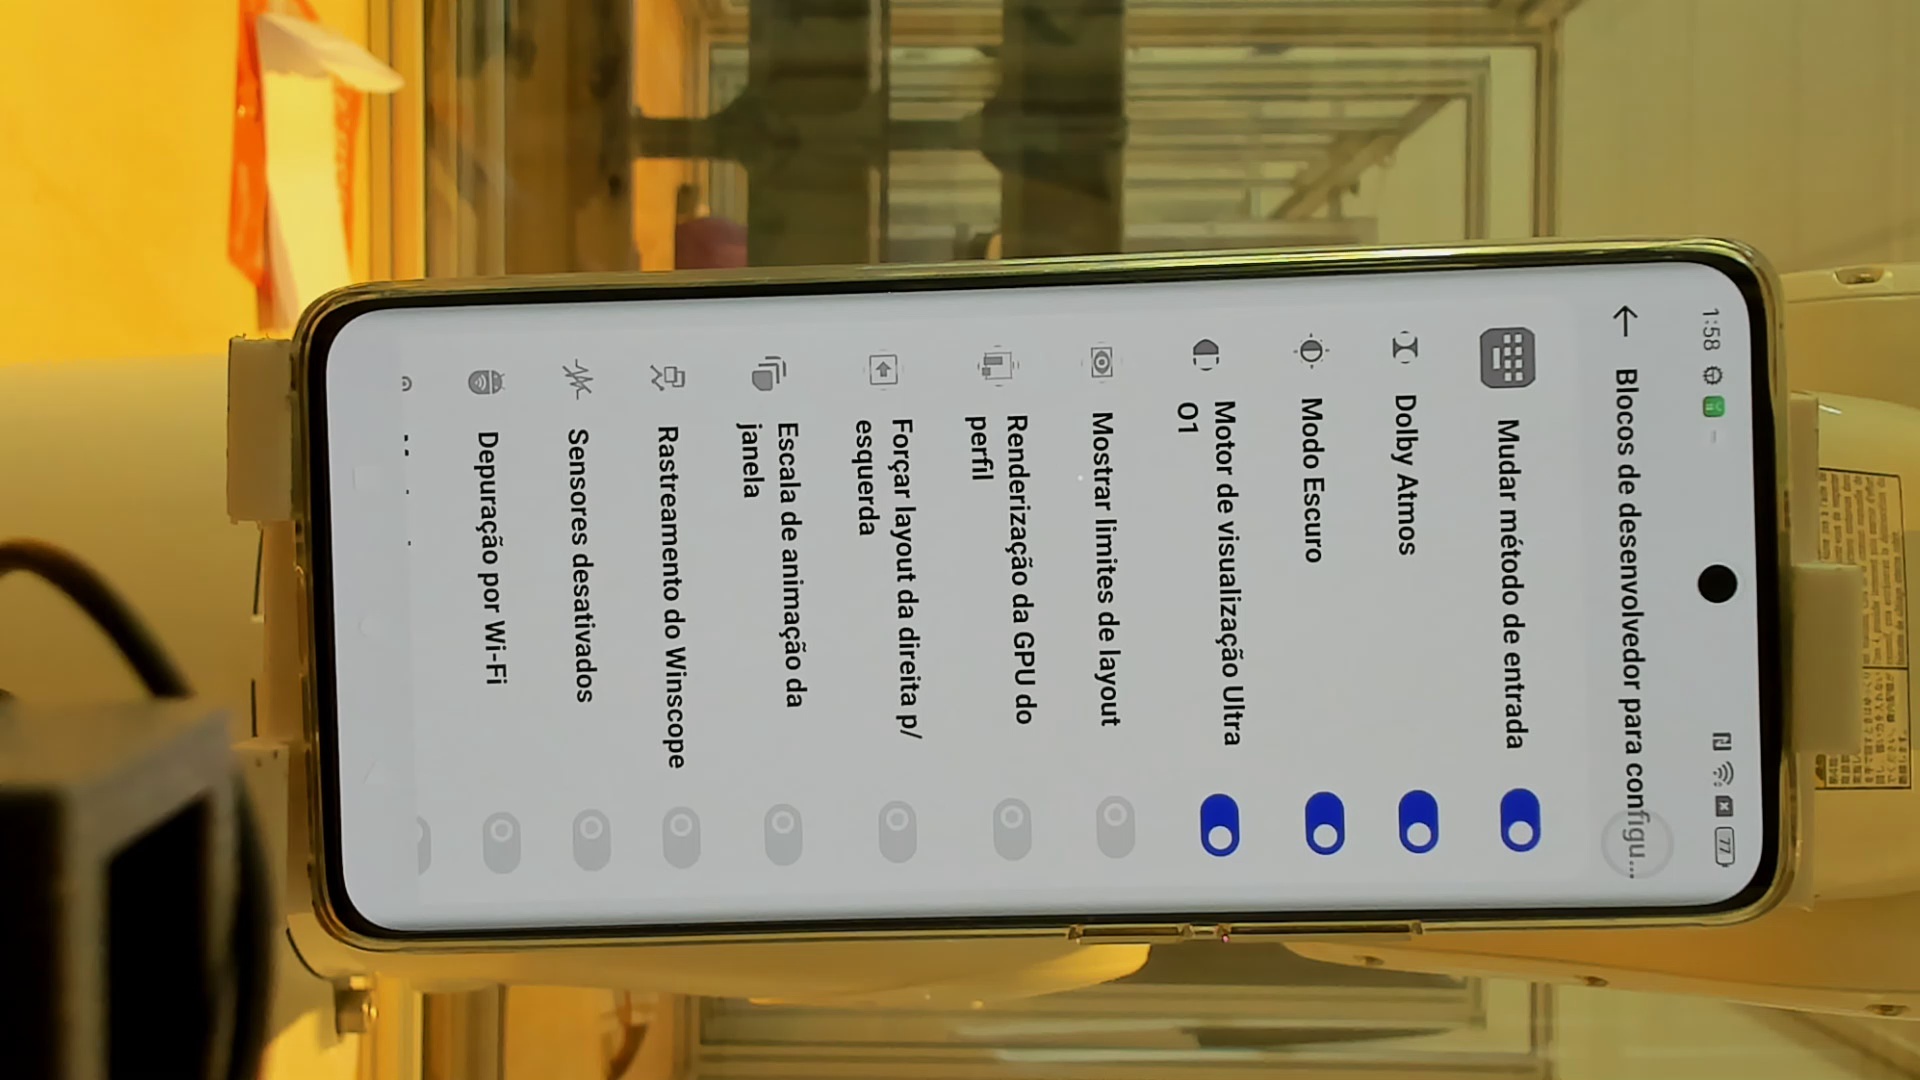 1:58
77
Blocos de desenvolvedor para configu...
Mudar método de entrada
Dolby Atmos
Modo Escuro
Motor de visualização Ultra
01
Mostrar limites de layout
Renderização da GPU do
perfil
Forçar layout da direita p/
esquerda
Escala de animação da
janela
Rastreamento do Winscope
Sensores desativados
Depuração por Wi-Fi